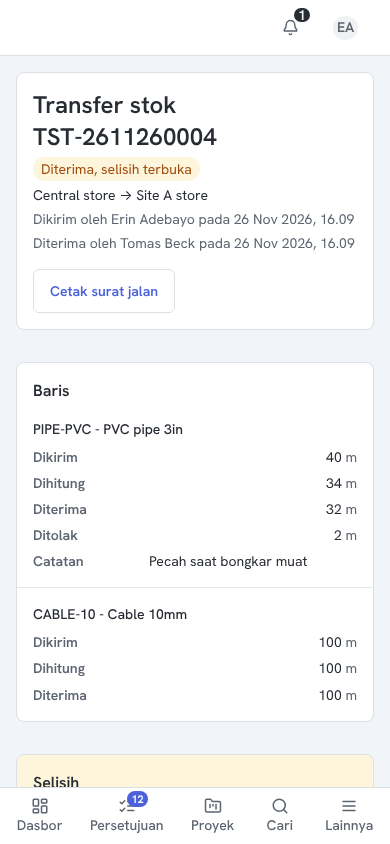 1
EA
Transfer stok
TST-2611260004
Diterima, selisih terbuka
Central store → Site A store
Dikirim oleh Erin Adebayo pada 26 Nov 2026, 16.09
Diterima oleh Tomas Beck pada 26 Nov 2026, 16.09
Cetak surat jalan
Baris
PIPE-PVC - PVC pipe 3in
Dikirim 40 m
Dihitung 34 m
Diterima 32 m
Ditolak 2 m
Catatan Pecah saat bongkar muat
CABLE-10 - Cable 10mm
Dikirim 100 m
Dihitung 100 m
Diterima 100 m
Selisih
12
Dasbor Persetujuan Proyek Cari Lainnya